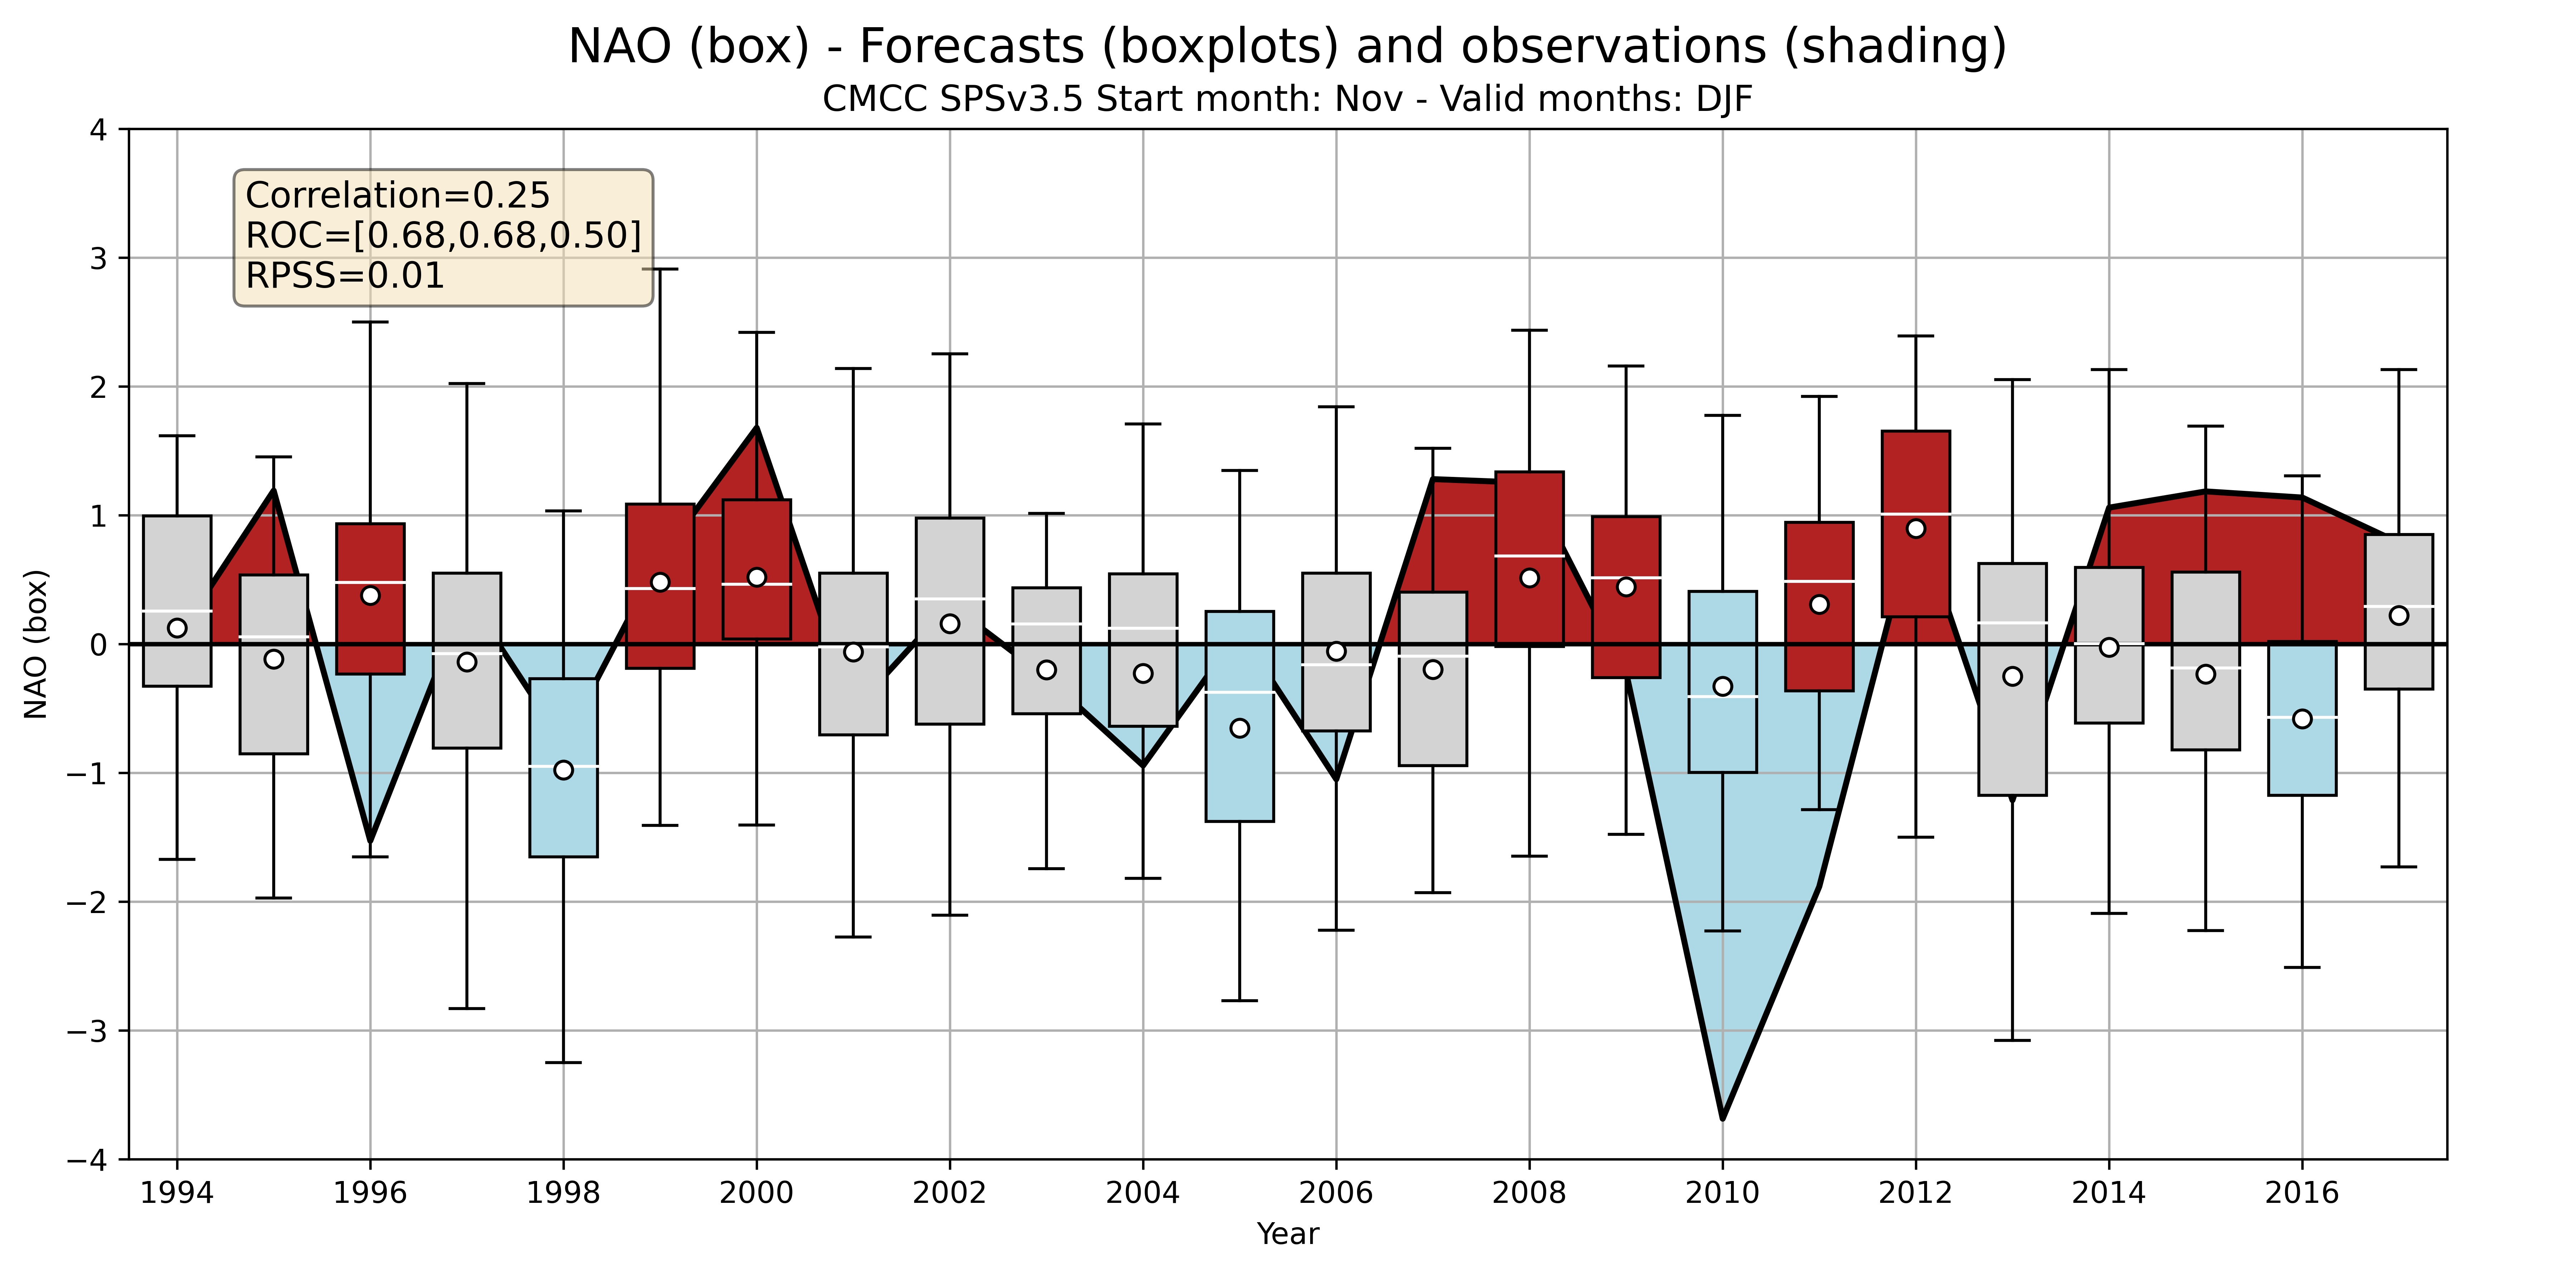 NAO (box) - Forecasts (boxplots) and observations (shading)
CMCC SPSv3.5 Start month: Nov - Valid months: DJF
Correlation=0.25
ROC=[0.68,0.68,0.50]
RPSS=0.01
4
3
2
1
0
−1
−2
−3
−4
NAO (box)
1994 1996 1998 2000 2002 2004 2006 2008 2010 2012 2014 2016
Year